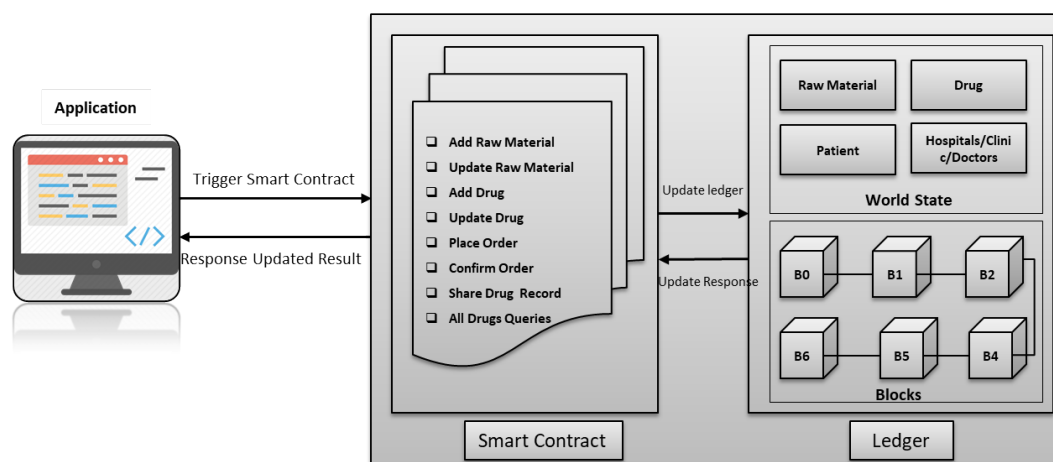 Application
Trigger Smart Contract
Response Updated Result
</>
Add Raw Material
Update Raw Material
Add Drug
Update Drug
Place Order
Confirm Order
Share Drug Record
All Drugs Queries
Smart Contract
Update ledger
Update Response
Raw Material
Drug
Patient
Hospitals/Clini
c/Doctors
World State
B0
B1
B2
B6
B5
B4
Blocks
Ledger